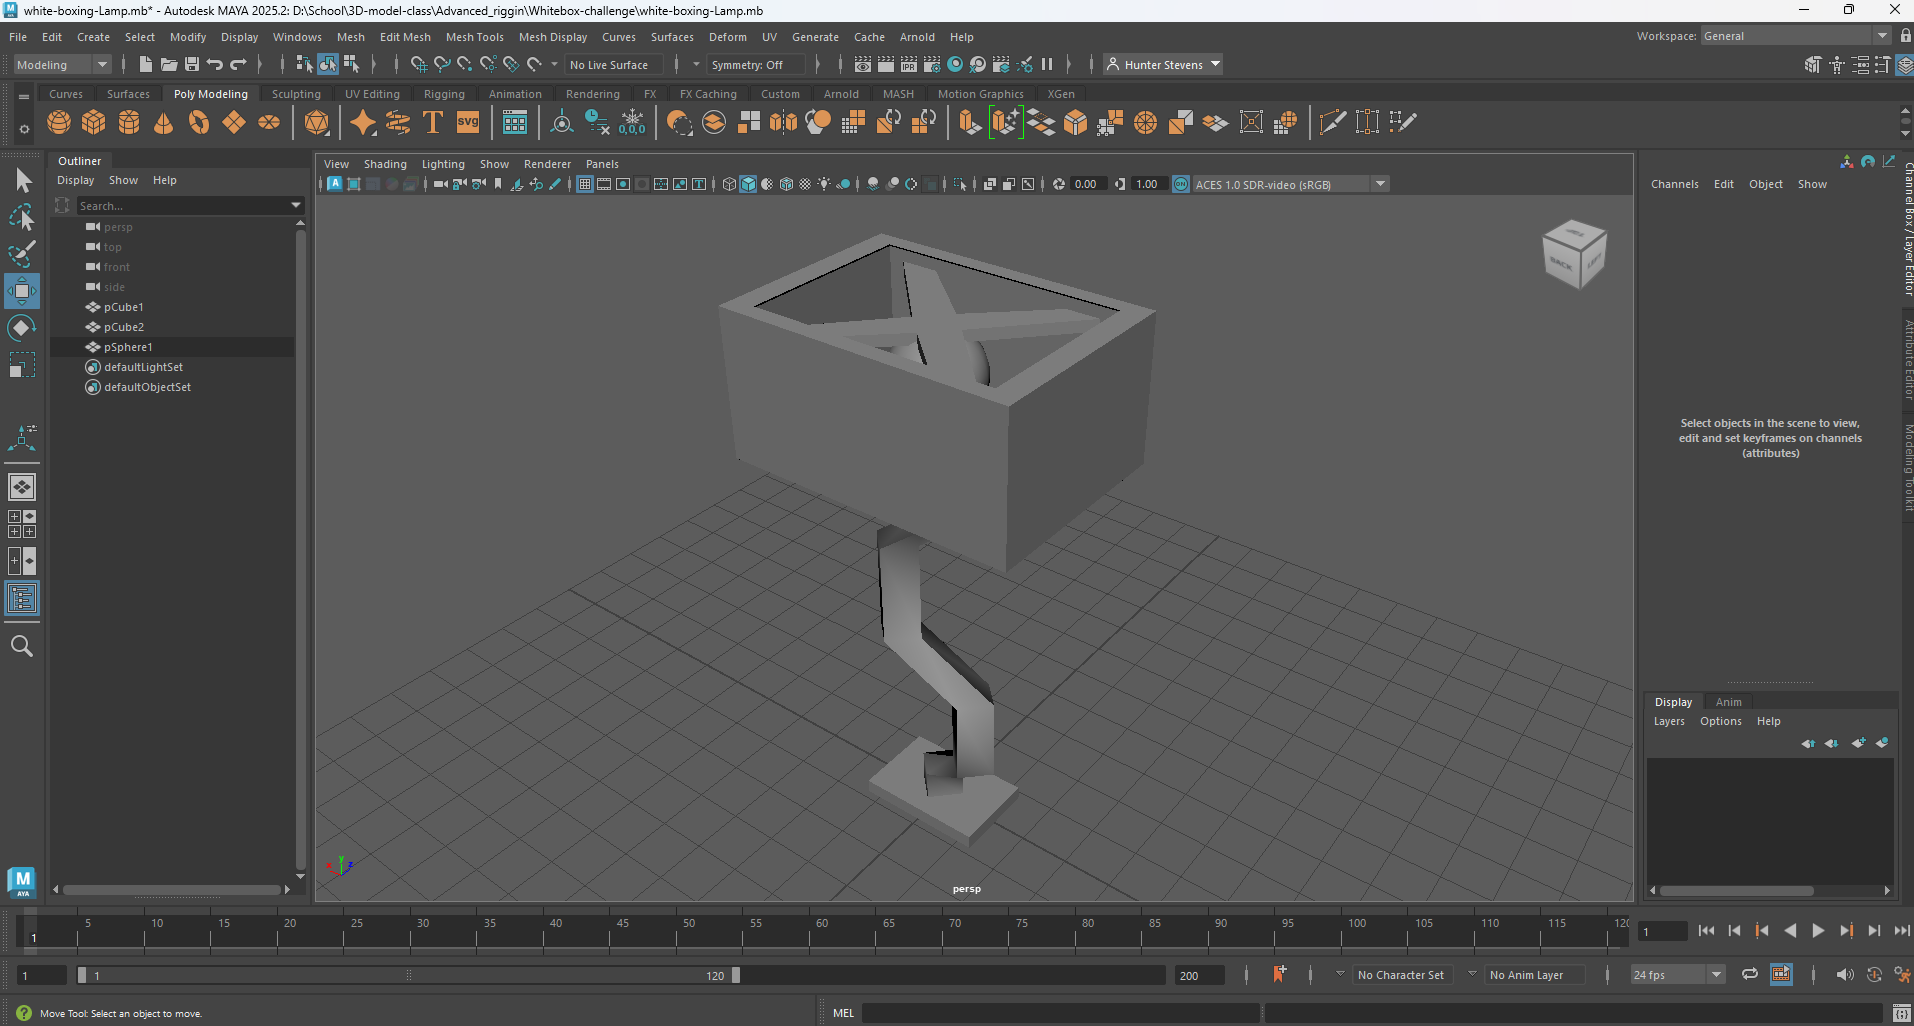 white-boxing-Lamp.mb* - Autodesk MAYA 2025.2: D:\School\3D-model-class\Advanced_riggin\Whitebox-challenge\white-boxing-Lamp.mb
File Edit Create Select Modify Display Windows Mesh Edit Mesh Mesh Tools Mesh Display Curves Surfaces Deform UV Generate Cache Arnold Help
Workspace: General
Modeling No Live Surface Symmetry: Off IPR Hunter Stevens
Curves Surfaces Poly Modeling Sculpting UV Editing Rigging Animation Rendering FX FX Caching Custom Arnold MASH Motion Graphics XGen
T SVG 0,0,0
Outliner
Display Show Help
Search...
persp
top
front
side
pCube1
pCube2
pSphere1
defaultLightSet
defaultObjectSet
View Shading Lighting Show Renderer Panels
0.00 1.00 ON ACES 1.0 SDR-video (sRGB)
BACK LEFT
x y z
persp
Channels Edit Object Show
Select objects in the scene to view,
edit and set keyframes on channels
(attributes)
Channel Box / Layer Editor
Attribute Editor
Modeling Toolkit
Display Anim
Layers Options Help
M
AYA
5 10 15 20 25 30 35 40 45 50 55 60 65 70 75 80 85 90 95 100 105 110 115 120
1
1
1 1 120 200 No Character Set No Anim Layer 24 fps
Move Tool: Select an object to move.
MEL